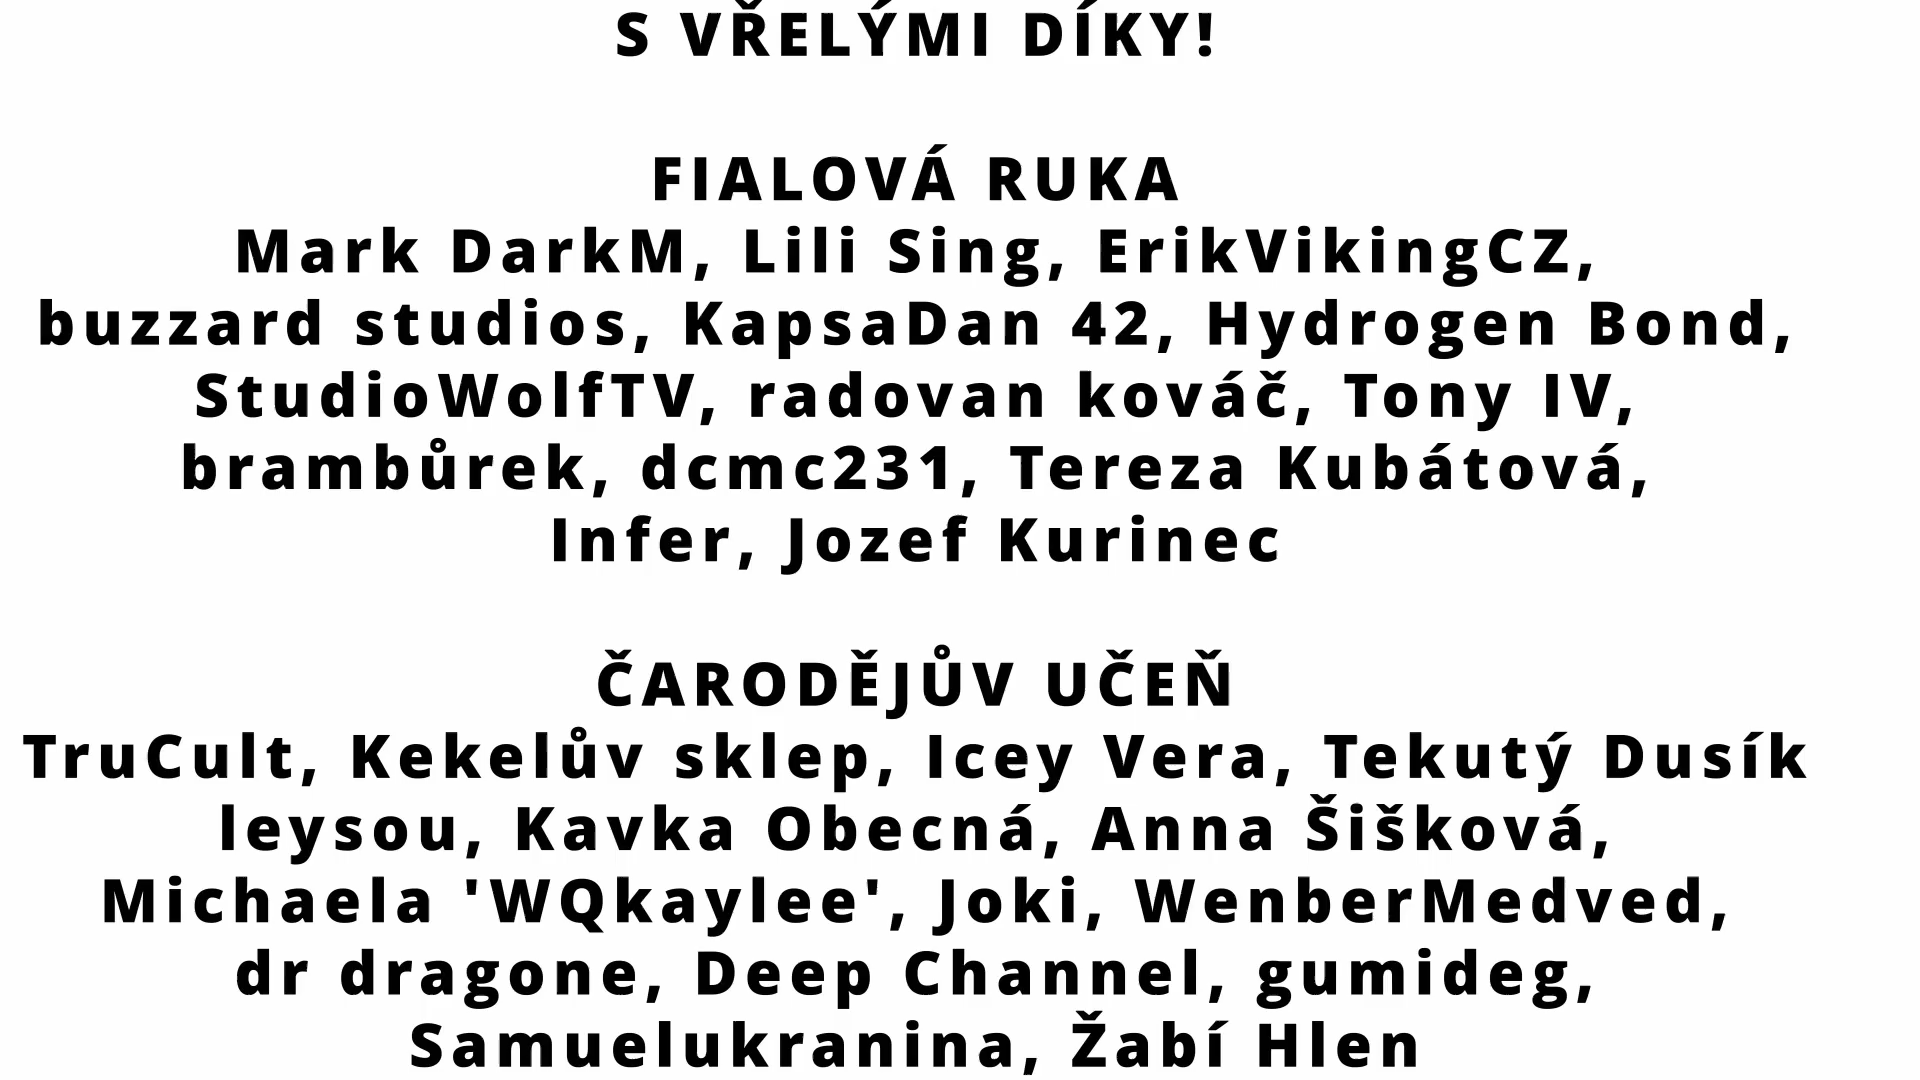 S VŘELÝMI DÍKY!
FIALOVÁ RUKA
Mark DarkM, Lili Sing, ErikVikingCZ,
buzzard studios, KapsaDan 42, Hydrogen Bond,
StudioWolfTV, radovan kováč, Tony IV,
brambůrek, dcmc231, Tereza Kubátová,
Infer, Jozef Kurinec
ČARODĚJŮV UČEŇ
TruCult, Kekelův sklep, Icey Vera, Tekutý Dusík
leysou, Kavka Obecná, Anna Šišková,
Michaela 'WQkaylee', Joki, WenberMedved,
dr dragone, Deep Channel, gumideg,
Samuelukranina, Žabí Hlen